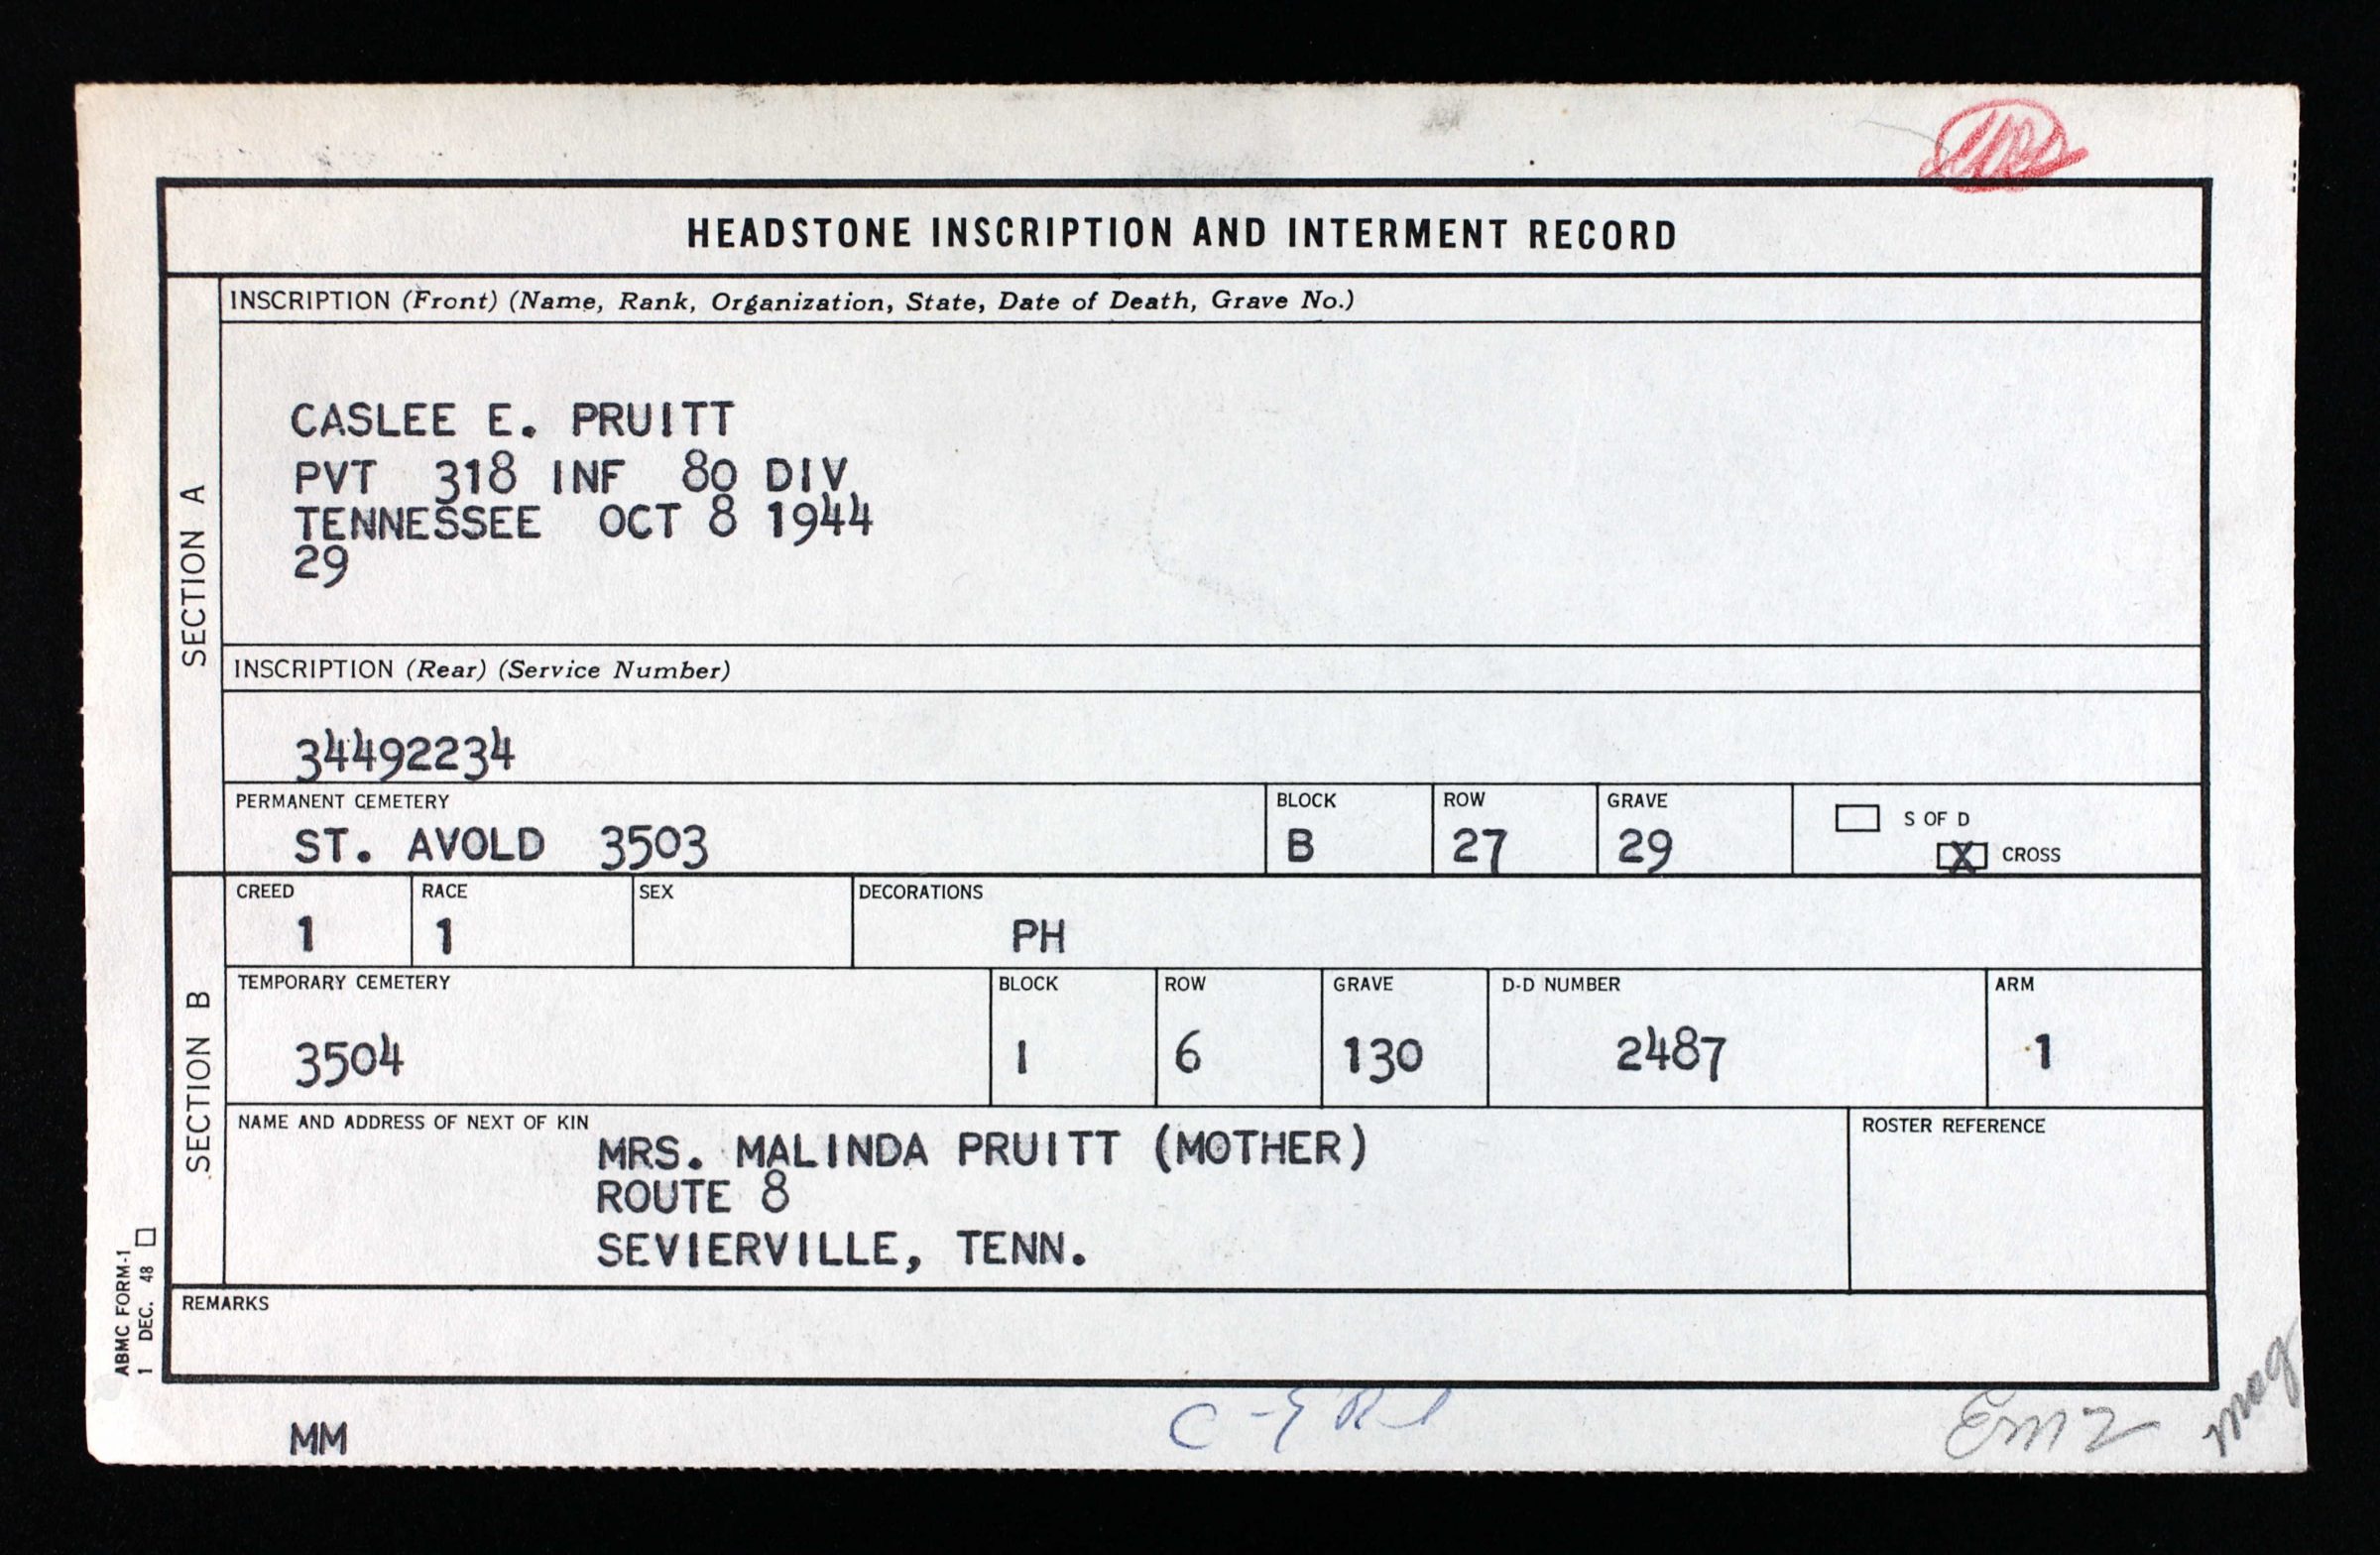 HEADSTONE INSCRIPTION AND INTERMENT RECORD
SECTION A
INSCRIPTION (Front) (Name, Rank, Organization, State, Date of Death, Grave No.)
CASLEE E. PRUITT
PVT 318 INF 80 DIV
TENNESSEE OCT 8 1944
29
INSCRIPTION (Rear) (Service Number)
34492234
PERMANENT CEMETERY BLOCK ROW GRAVE
ST. AVOLD 3503 B 27 29
S OF D
X CROSS
SECTION B
CREED RACE SEX DECORATIONS
1 1 PH
TEMPORARY CEMETERY BLOCK ROW GRAVE D-D NUMBER ARM
3504 1 6 130 2487 1
NAME AND ADDRESS OF NEXT OF KIN ROSTER REFERENCE
MRS. MALINDA PRUITT (MOTHER)
ROUTE 8
SEVIERVILLE, TENN.
REMARKS
ABMC FORM-1
1 DEC. 48
MM